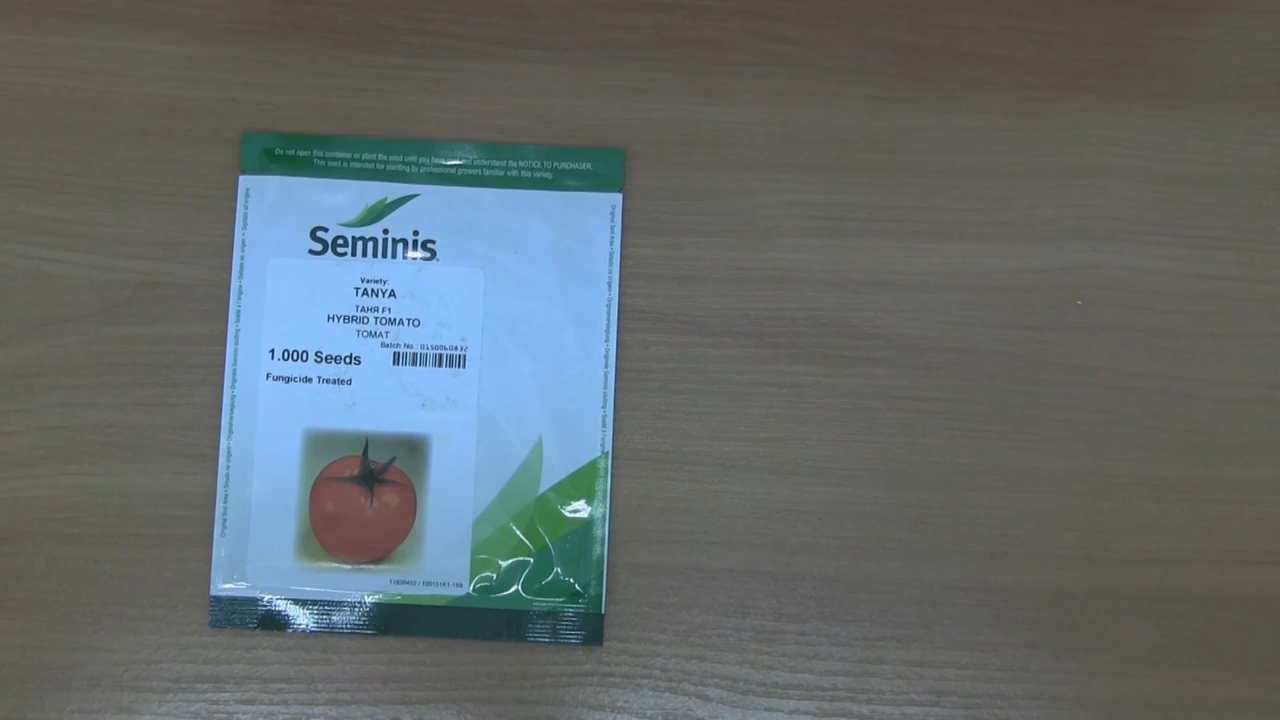 Do not open this container or plant the seed until you have read and understand the NOTICE TO PURCHASER.
This seed is intended for planting by professional growers familiar with this variety.
Seminis
Variety:
TANYA
ТАНЯ F1
HYBRID TOMATO
ТОМАТ
Batch No.:
1.000 Seeds
Fungicide Treated